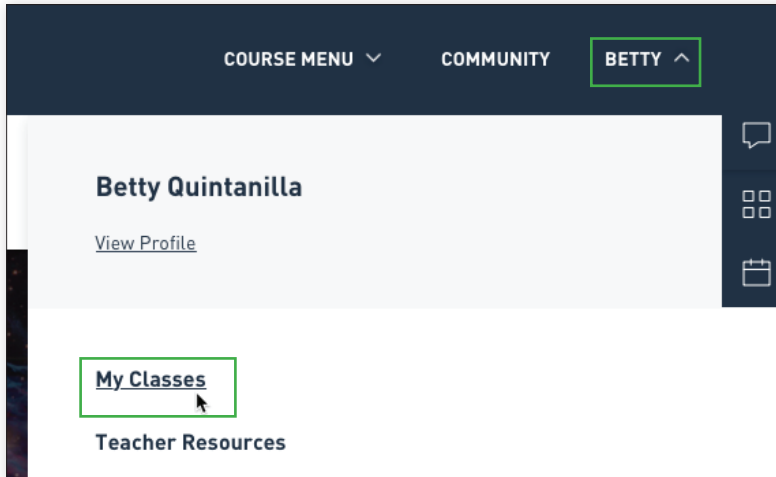 COURSE MENU COMMUNITY BETTY
Betty Quintanilla
View Profile
My Classes
Teacher Resources